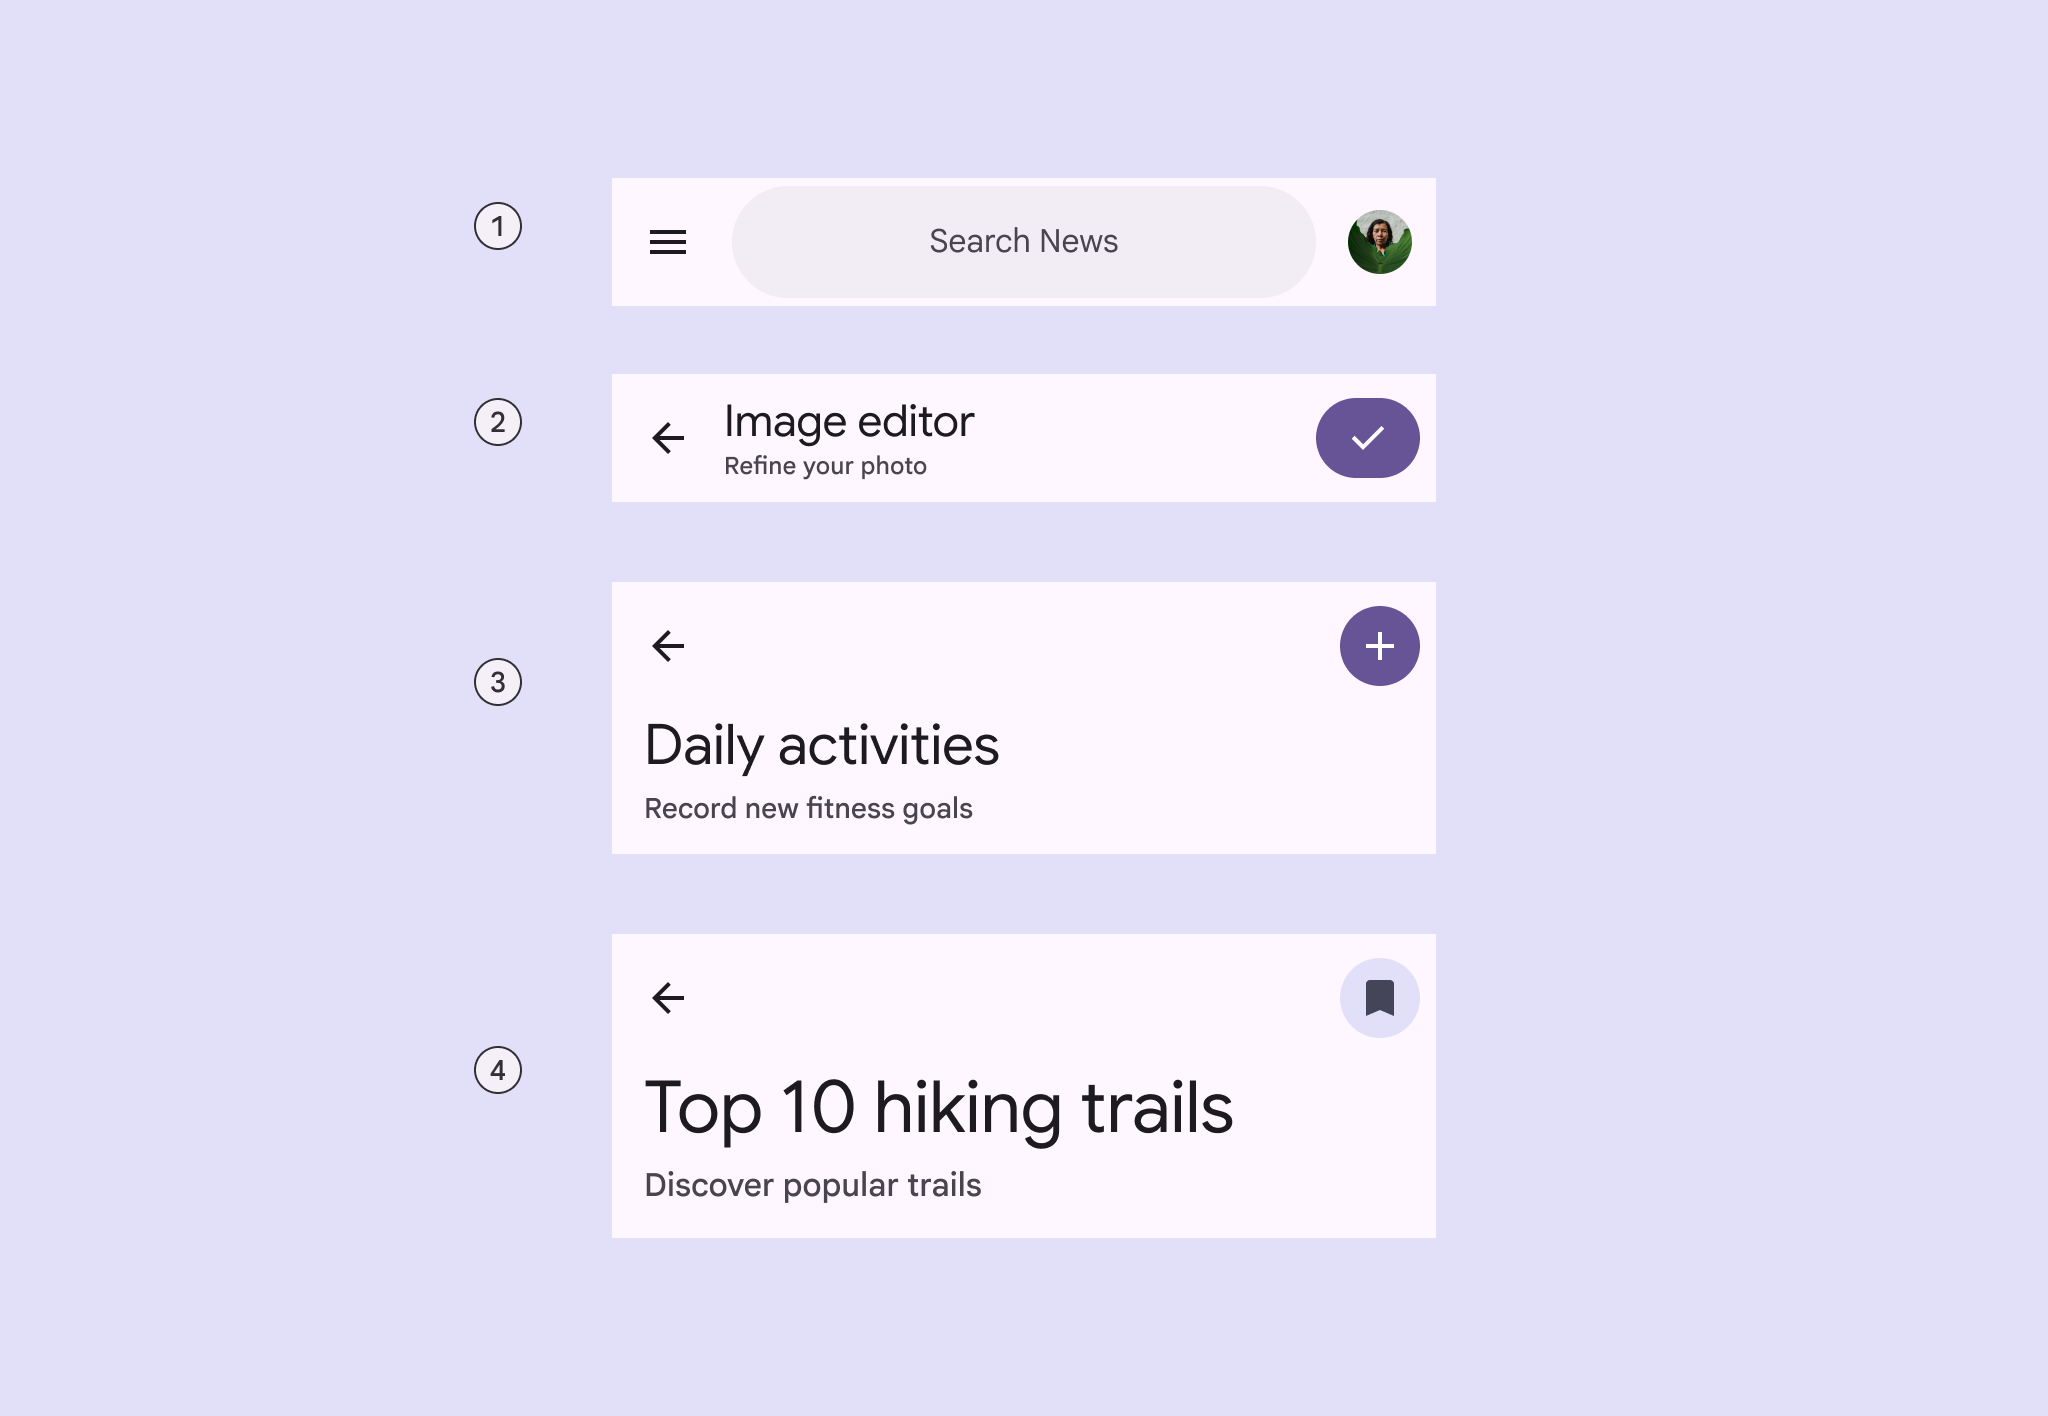 1
Search News
2
Image editor
Refine your photo
3
Daily activities
Record new fitness goals
4
Top 10 hiking trails
Discover popular trails